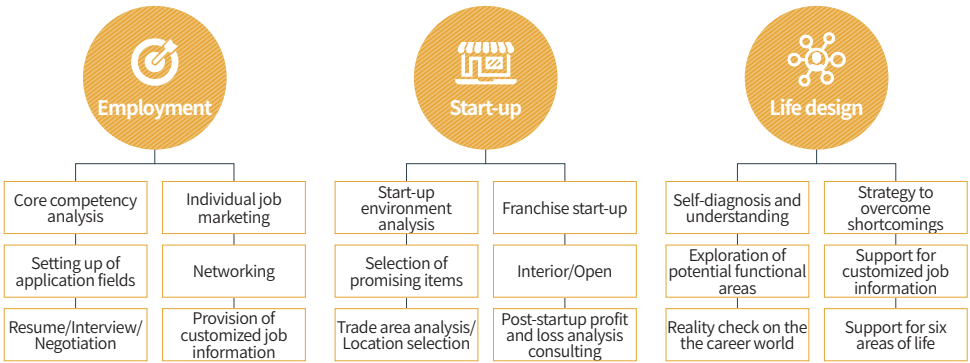 Employment
Core competency
analysis
Setting up of
application fields
Resume/Interview/
Negotiation
Individual job
marketing
Networking
Provision of
customized job
information
Start-up
Start-up
environment
analysis
Selection of
promising items
Trade area analysis/
Location selection
Franchise start-up
Interior/Open
Post-startup profit
and loss analysis
consulting
Life design
Self-diagnosis and
understanding
Exploration of
potential functional
areas
Reality check on the
the career world
Strategy to
overcome
shortcomings
Support for
customized job
information
Support for six
areas of life